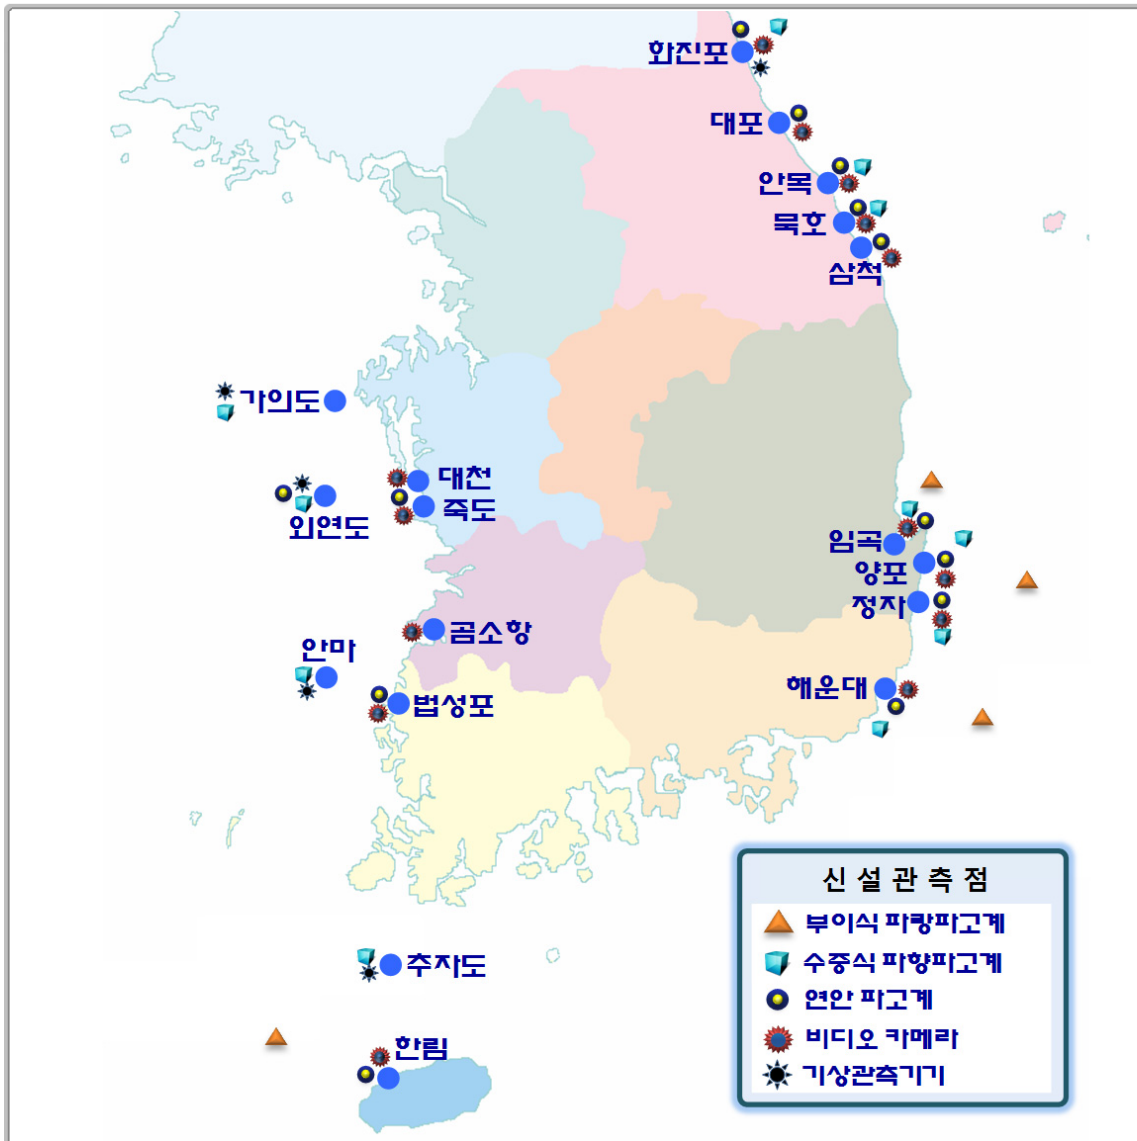 화진포
대포
안목
묵호
삼척
가의도
대천
죽도
외연도
임곡
양포
정자
곰소항
안마
법성포
해운대
추자도
한림
신 설 관 측 점
부이식 파랑파고계
수중식 파향파고계
연안 파고계
비디오 카메라
기상관측기기